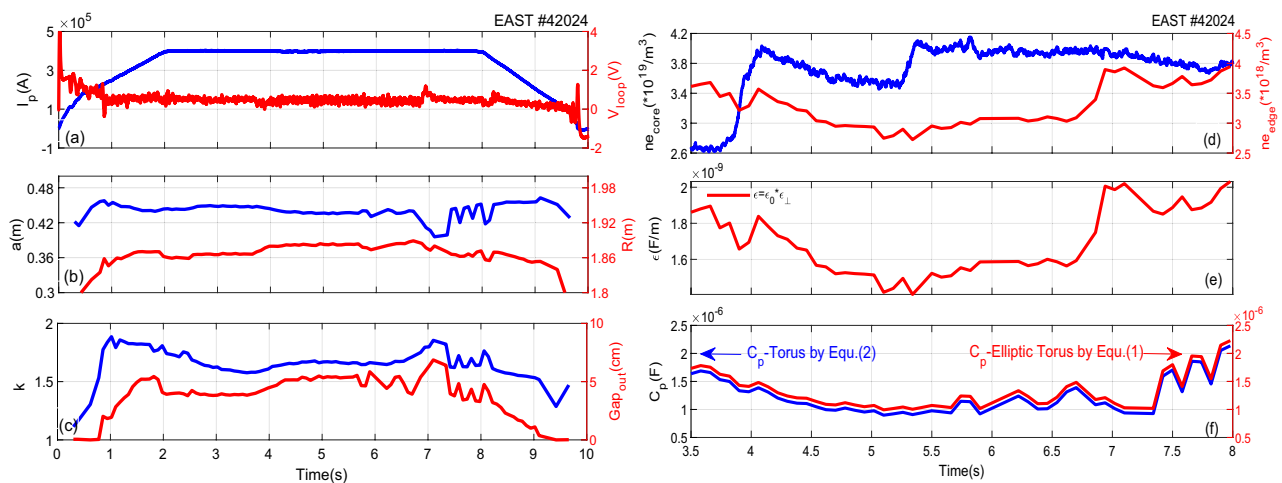 EAST #42024
×10^5
5
3
1
-1
I_p(A)
4
2
0
-2
V_loop(V)
(a)
0.48
0.42
0.36
0.3
a(m)
1.98
1.92
1.86
1.8
R(m)
(b)
2
1.5
1
k
10
5
0
Gap_out(cm)
(c)
0 1 2 3 4 5 6 7 8 9 10
Time(s)
EAST #42024
4.2
3.8
3.4
3
2.6
ne_core(*10^19/m^3)
4.5
4
3.5
3
2.5
ne_edge(*10^18/m^3)
(d)
×10^-9
2
1.8
1.6
ϵ(F/m)
ϵ=ϵ_0*ϵ_⊥
(e)
×10^-6
2.5
2
1.5
1
0.5
C_p(F)
C_p-Torus by Equ.(2)
C_p-Elliptic Torus by Equ.(1)
×10^-6
2.5
2
1.5
1
0.5
(f)
3.5 4 4.5 5 5.5 6 6.5 7 7.5 8
Time(s)